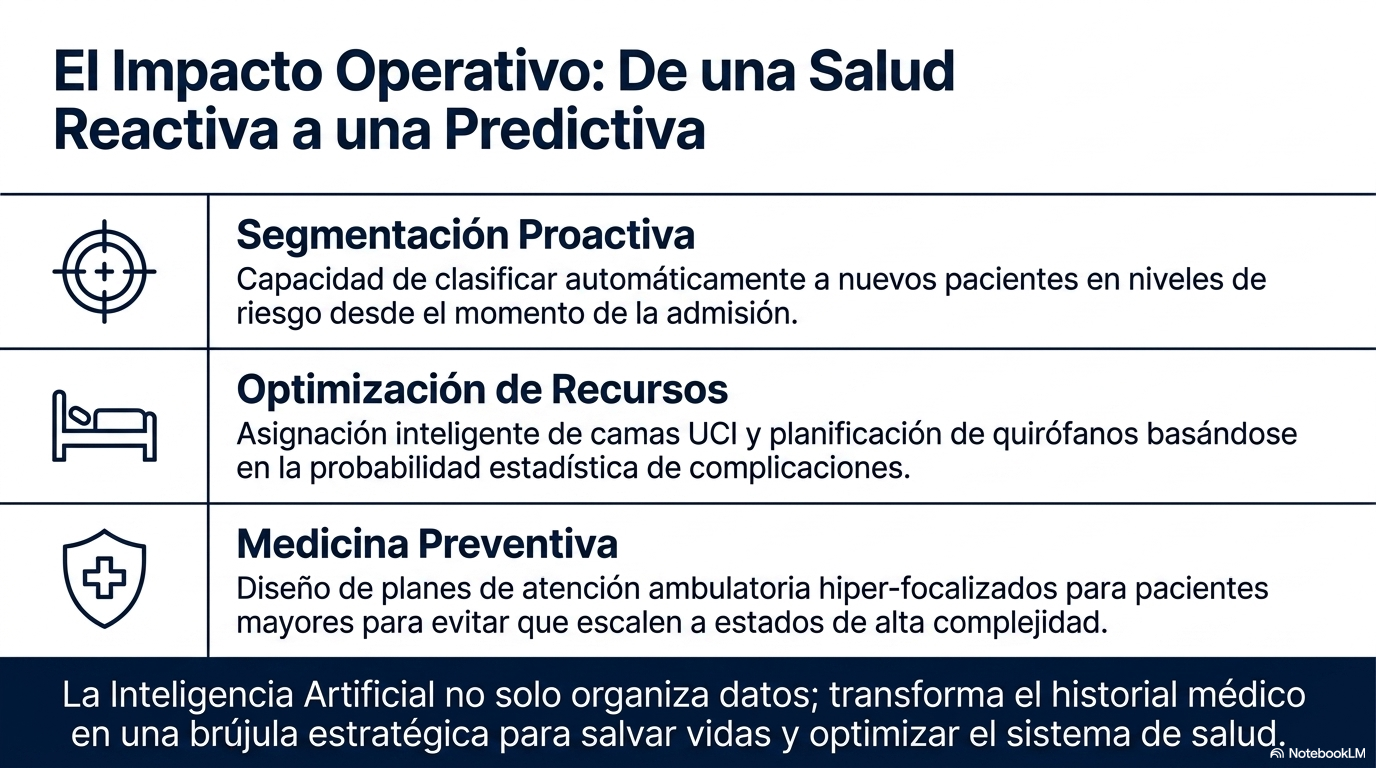 El Impacto Operativo: De una Salud
Reactiva a una Predictiva
Segmentación Proactiva
Capacidad de clasificar automáticamente a nuevos pacientes en niveles de
riesgo desde el momento de la admisión.
Optimización de Recursos
Asignación inteligente de camas UCI y planificación de quirófanos basándose
en la probabilidad estadística de complicaciones.
Medicina Preventiva
Diseño de planes de atención ambulatoria hiper-focalizados para pacientes
mayores para evitar que escalen a estados de alta complejidad.
La Inteligencia Artificial no solo organiza datos; transforma el historial médico
en una brújula estratégica para salvar vidas y optimizar el sistema de salud.
NotebookLM